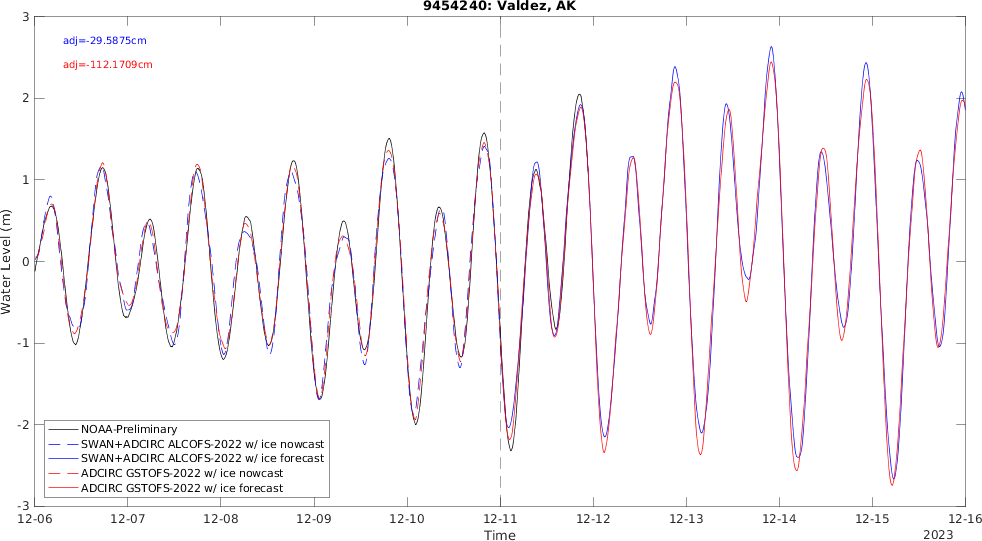 9454240: Valdez, AK
adj=-29.5875cm
adj=-112.1709cm
Water Level (m)
3
2
1
0
-1
-2
-3
NOAA-Preliminary
SWAN+ADCIRC ALCOFS-2022 w/ ice nowcast
SWAN+ADCIRC ALCOFS-2022 w/ ice forecast
ADCIRC GSTOFS-2022 w/ ice nowcast
ADCIRC GSTOFS-2022 w/ ice forecast
12-06 12-07 12-08 12-09 12-10 12-11 12-12 12-13 12-14 12-15 12-16
Time
2023